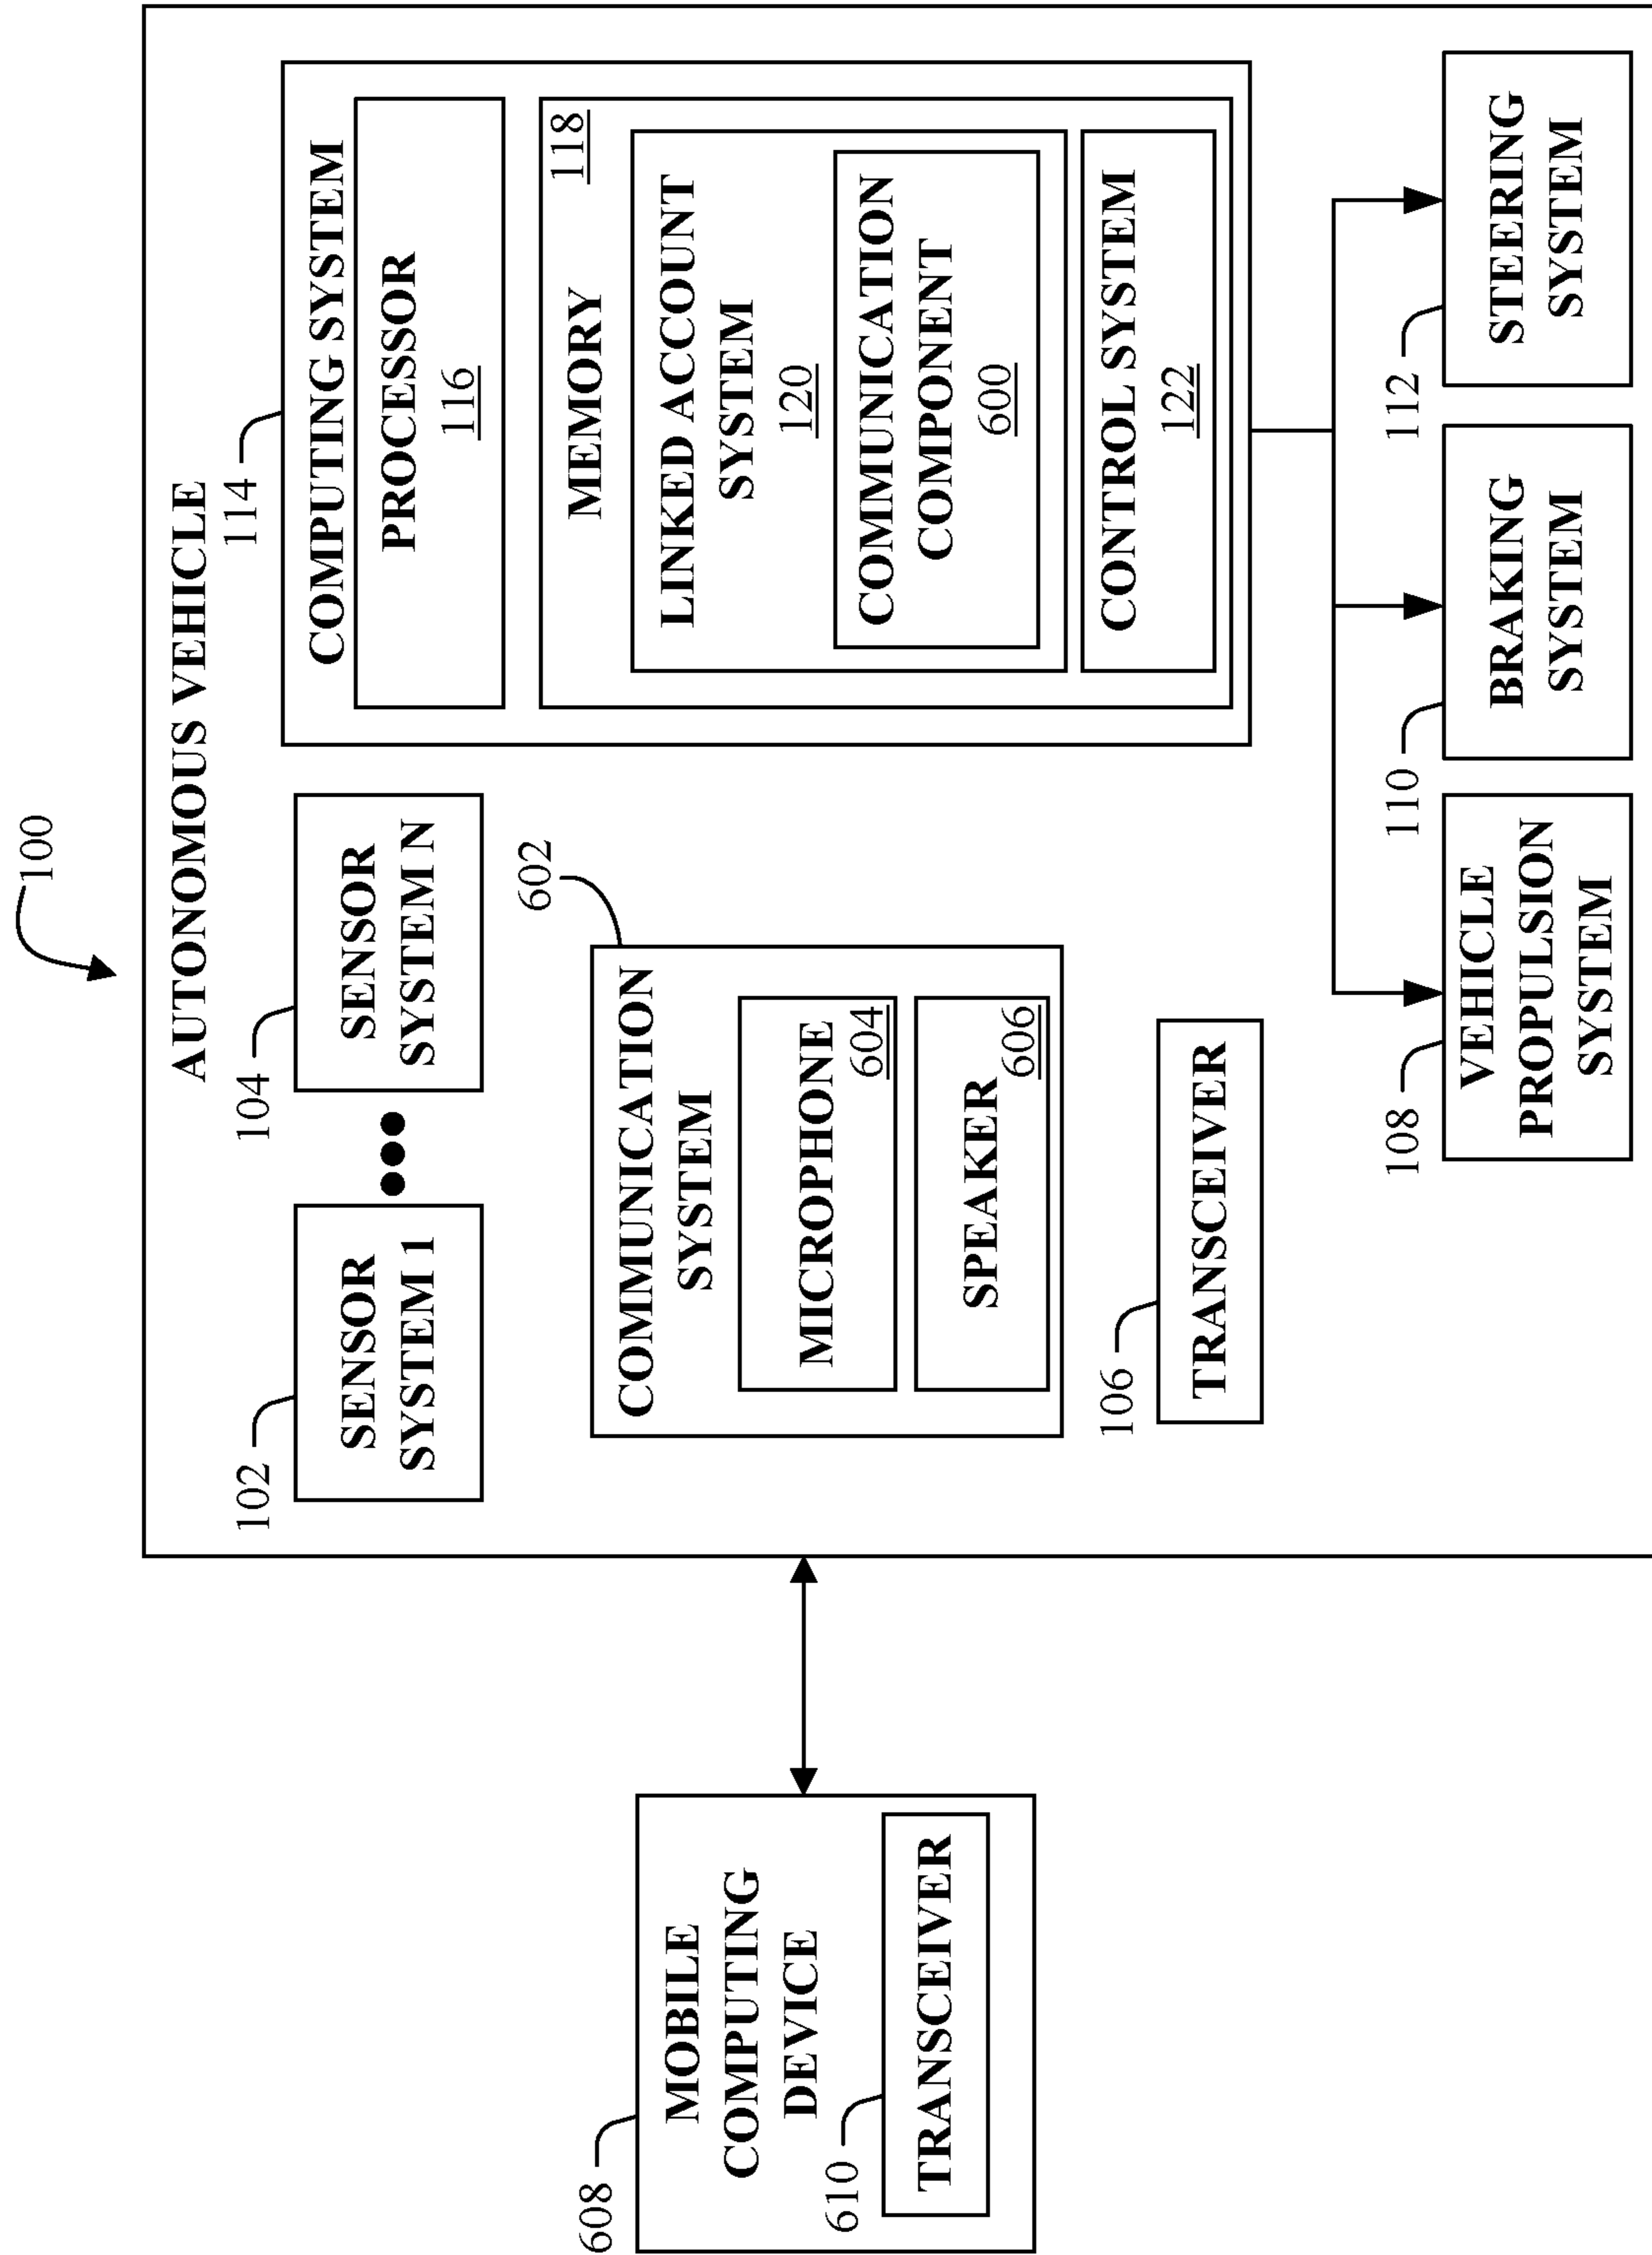 100
AUTONOMOUS VEHICLE
102
SENSOR
SYSTEM 1
104
SENSOR
SYSTEM N
114
COMPUTING SYSTEM
PROCESSOR
116
MEMORY
118
LINKED ACCOUNT
SYSTEM
120
COMMUNICATION
COMPONENT
600
CONTROL SYSTEM
122
602
COMMUNICATION
SYSTEM
MICROPHONE
604
SPEAKER
606
106
TRANSCEIVER
608
MOBILE
COMPUTING
DEVICE
610
TRANSCEIVER
108
VEHICLE
PROPULSION
SYSTEM
110
BRAKING
SYSTEM
112
STEERING
SYSTEM